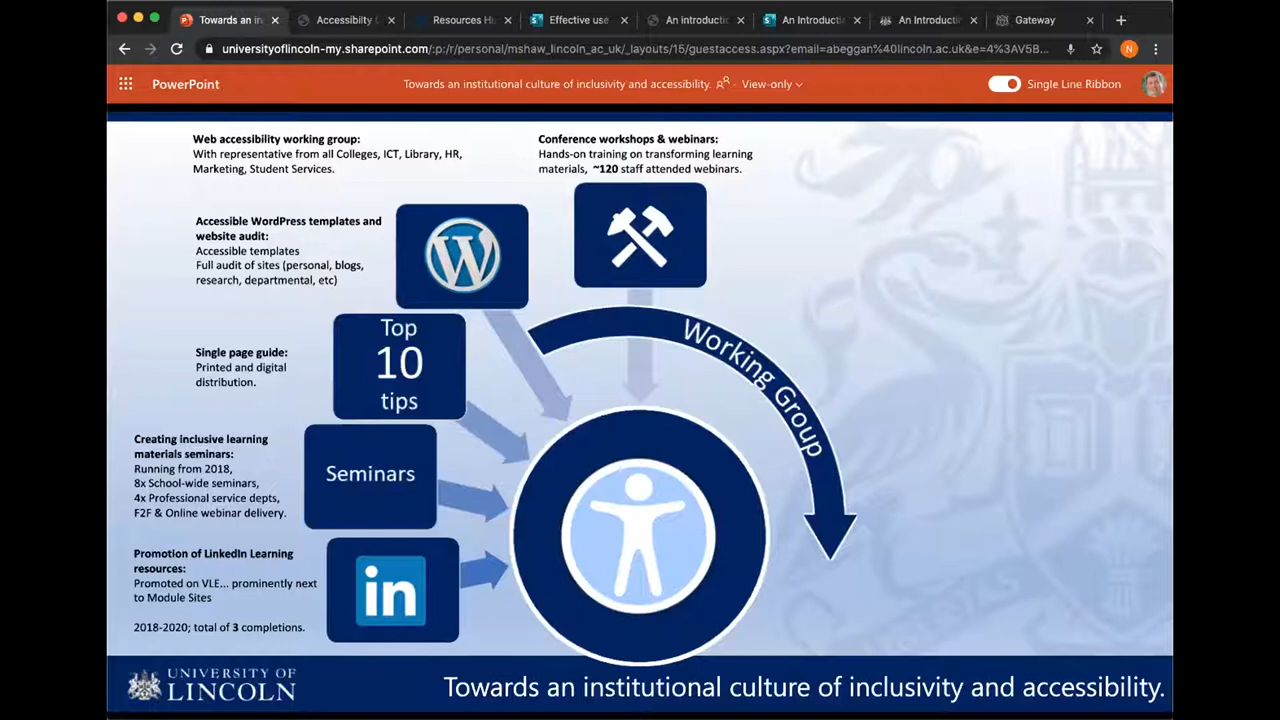 Towards an in
Accessibilty
Resources H
Effective use
An introductic
An Introducti
An Introducti
Gateway
universityoflincoln-my.sharepoint.com/:p:/r/personal/mshaw_lincoln_ac_uk/_layouts/15/guestaccess.aspx?email=abeggan%40lincoln.ac.uk&e=4%3AV5B...
N
PowerPoint
Towards an institutional culture of inclusivity and accessibility.
- View-only
Single Line Ribbon
Web accessibility working group:
With representative from all Colleges, ICT, Library, HR,
Marketing, Student Services.
Conference workshops & webinars:
Hands-on training on transforming learning
materials, ~120 staff attended webinars.
Accessible WordPress templates and
website audit:
Accessible templates
Full audit of sites (personal, blogs,
research, departmental, etc)
W
Working Group
Single page guide:
Printed and digital
distribution.
Top
10
tips
Creating inclusive learning
materials seminars:
Running from 2018,
8x School-wide seminars,
4x Professional service depts,
F2F & Online webinar delivery.
Seminars
Promotion of LinkedIn Learning
resources:
Promoted on VLE... prominently next
to Module Sites
2018-2020; total of 3 completions.
in
UNIVERSITY OF
LINCOLN
Towards an institutional culture of inclusivity and accessibility.